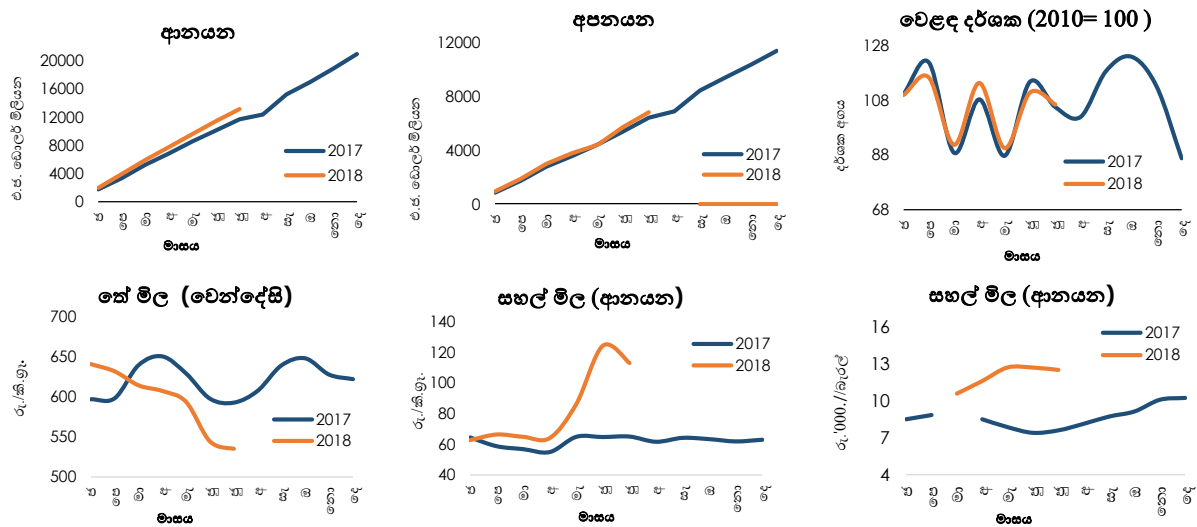 ආනයන
එ.ජ. ඩොලර් මිලියන
20000
16000
12000
8000
4000
0
2017
2018
ජ පෙ මා අ මැ ජූ ජූ අ සැ ඔ නො දෙ
මාසය
අපනයන
එ.ජ. ඩොලර් මිලියන
12000
8000
4000
0
2017
2018
ජ පෙ මා අ මැ ජූ ජූ අ සැ ඔ නො දෙ
මාසය
වෙළඳ දර්ශක (2010= 100 )
දර්ශක අගය
128
108
88
68
2017
2018
ජ පෙ මා අ මැ ජූ ජූ අ සැ ඔ නො දෙ
මාසය
තේ මිල (වෙන්දේසි)
රු./කි.ග්‍රෑ.
700
650
600
550
500
2017
2018
ජ පෙ මා අ මැ ජූ ජූ අ සැ ඔ නො දෙ
මාසය
සහල් මිල (ආනයන)
රු./කි.ග්‍රෑ.
140
120
100
80
60
40
2017
2018
ජ පෙ මා අ මැ ජූ ජූ අ සැ ඔ නො දෙ
මාසය
සහල් මිල (ආනයන)
රු.'000.//බැරල්
16
13
10
7
4
2017
2018
ජ පෙ මා අ මැ ජූ ජූ අ සැ ඔ නො දෙ
මාසය